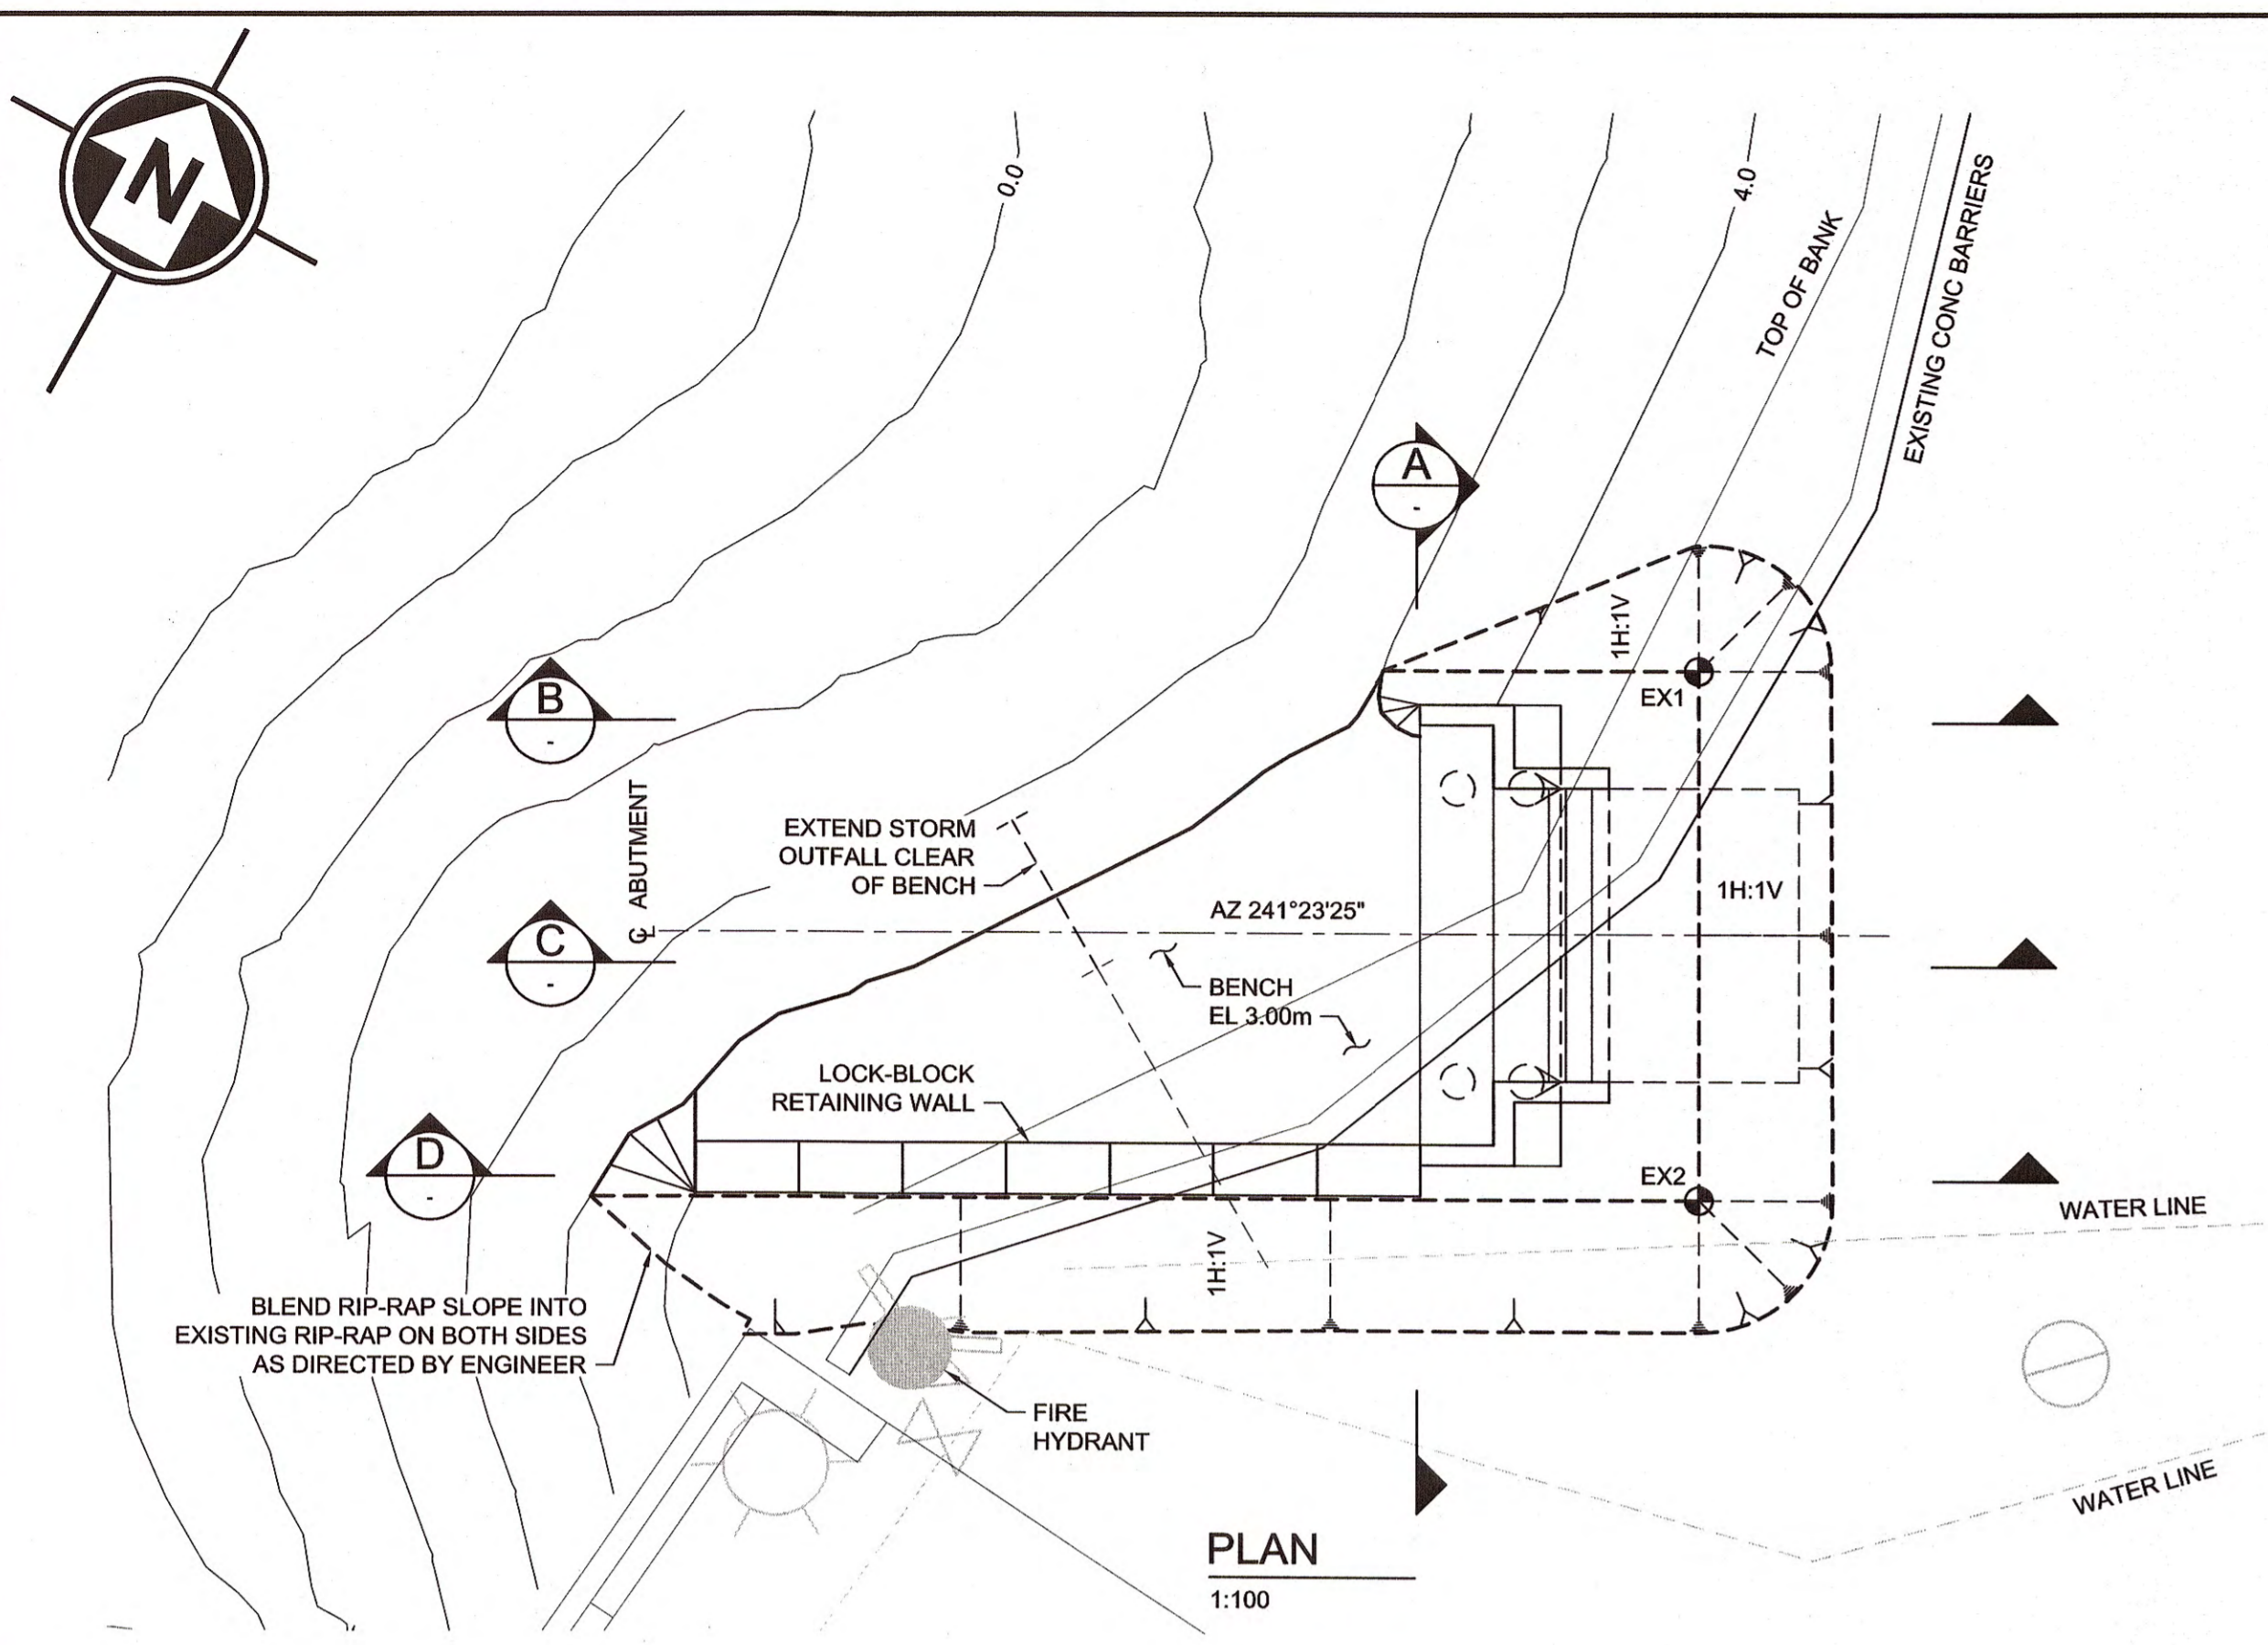 N
0.0
4.0
TOP OF BANK
EXISTING CONC BARRIERS
A
-
1H:1V
EX1
B
-
ABUTMENT
℄
EXTEND STORM
OUTFALL CLEAR
OF BENCH
1H:1V
AZ 241°23'25"
C
-
BENCH
EL 3.00m
LOCK-BLOCK
RETAINING WALL
D
-
EX2
WATER LINE
1H:1V
BLEND RIP-RAP SLOPE INTO
EXISTING RIP-RAP ON BOTH SIDES
AS DIRECTED BY ENGINEER
FIRE
HYDRANT
WATER LINE
PLAN
1:100